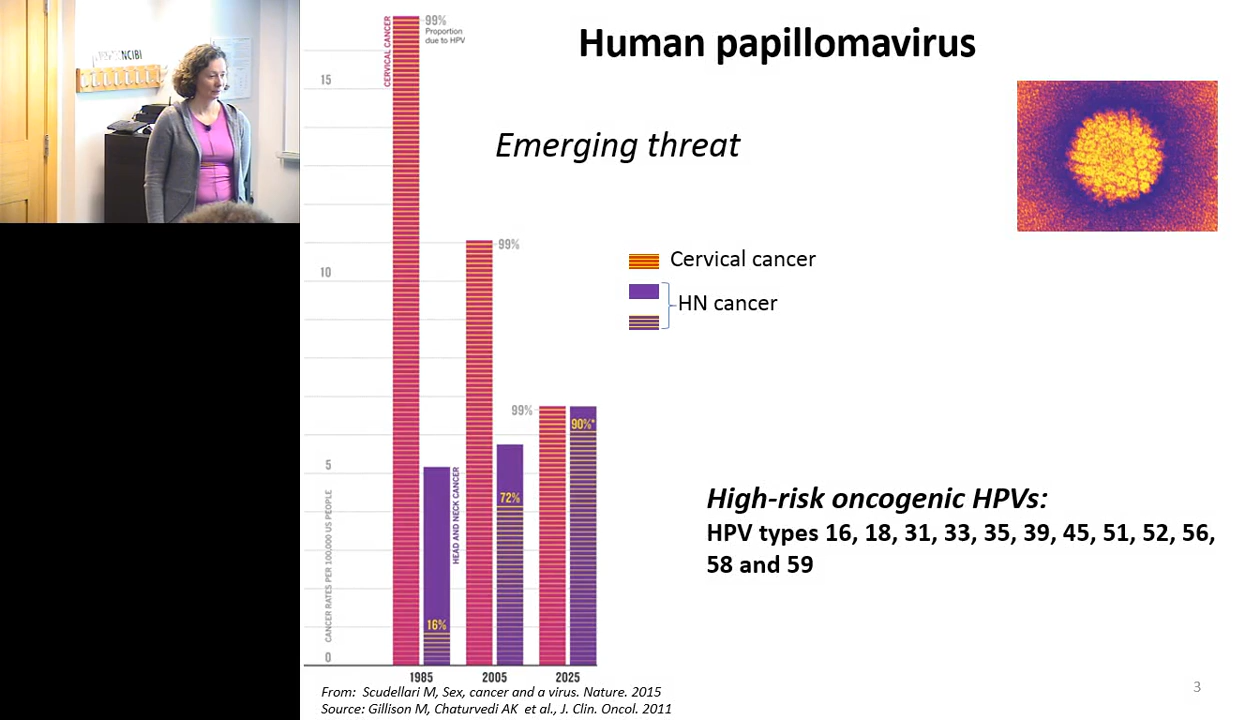 NCIBI
Human papillomavirus
Emerging threat
CERVICAL CANCER
99%
Proportion
due to HPV
15
99%
10
Cervical cancer
HN cancer
99%
90%*
5
HEAD AND NECK CANCER
72%
16%
CANCER RATES PER 100,000 US PEOPLE
0
1985
2005
2025
High-risk oncogenic HPVs:
HPV types 16, 18, 31, 33, 35, 39, 45, 51, 52, 56,
58 and 59
From: Scudellari M, Sex, cancer and a virus. Nature. 2015
Source: Gillison M, Chaturvedi AK et al., J. Clin. Oncol. 2011
3